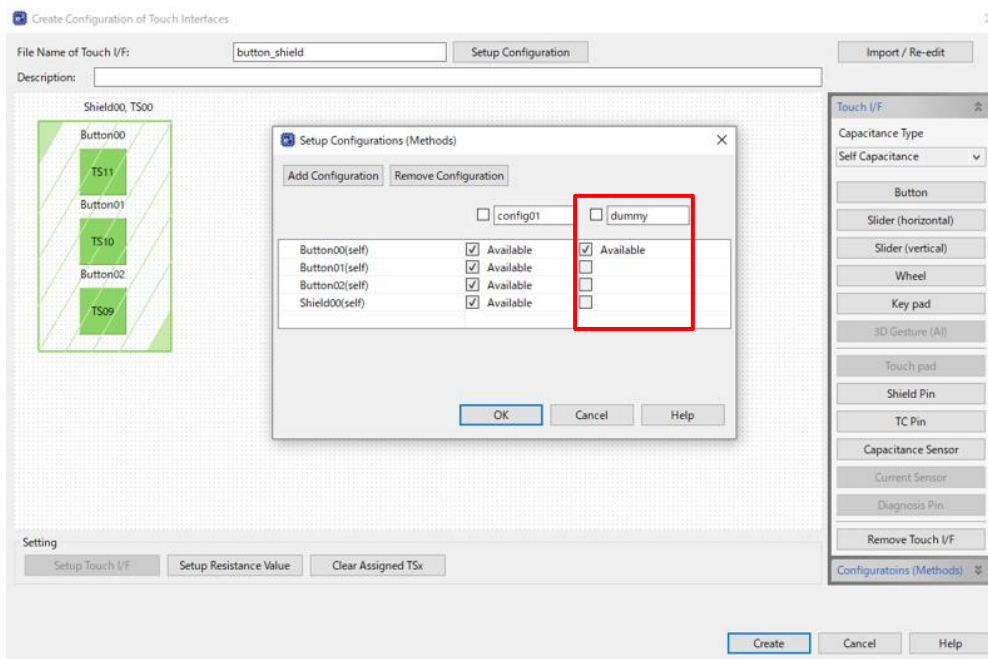 Create Configuration of Touch Interfaces
File Name of Touch I/F: button_shield Setup Configuration Import / Re-edit
Description:
Shield00, TS00
Button00
TS11
Button01
TS10
Button02
TS09
Setup Configurations (Methods)
Add Configuration Remove Configuration
config01 dummy
Button00(self) Available Available
Button01(self) Available
Button02(self) Available
Shield00(self) Available
OK Cancel Help
Touch I/F
Capacitance Type
Self Capacitance
Button
Slider (horizontal)
Slider (vertical)
Wheel
Key pad
3D Gesture (AI)
Touch pad
Shield Pin
TC Pin
Capacitance Sensor
Current Sensor
Diagnosis Pin
Remove Touch I/F
Configuratoins (Methods)
Setting
Setup Touch I/F Setup Resistance Value Clear Assigned TSx
Create Cancel Help